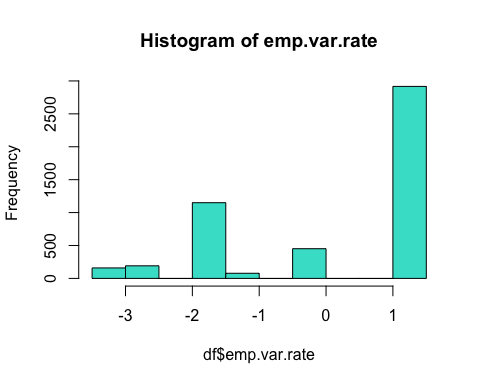 Histogram of emp.var.rate
Frequency
2500
1500
500
0
-3 -2 -1 0 1
df$emp.var.rate